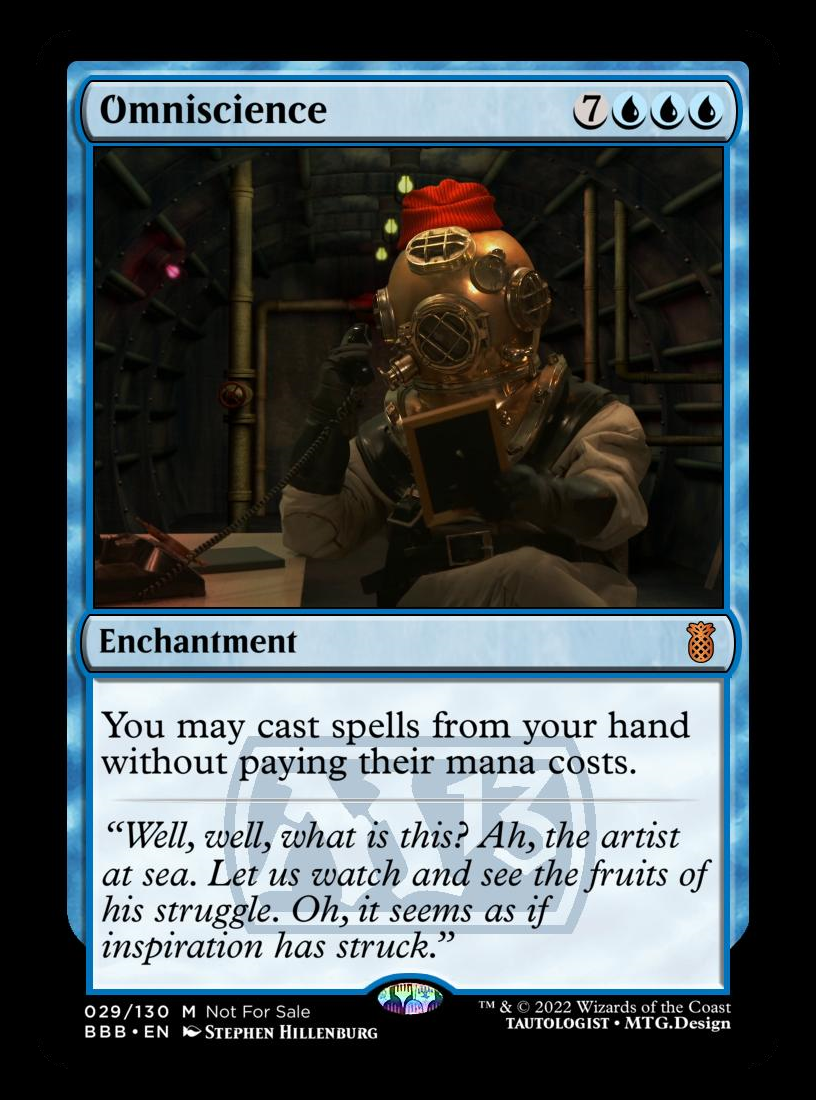 Omniscience 7
Enchantment
You may cast spells from your hand
without paying their mana costs.
“Well, well, what is this? Ah, the artist
at sea. Let us watch and see the fruits of
his struggle. Oh, it seems as if
inspiration has struck.”
M13
029/130 M Not For Sale
BBB • EN STEPHEN HILLENBURG
™ & © 2022 Wizards of the Coast
TAUTOLOGIST • MTG.Design